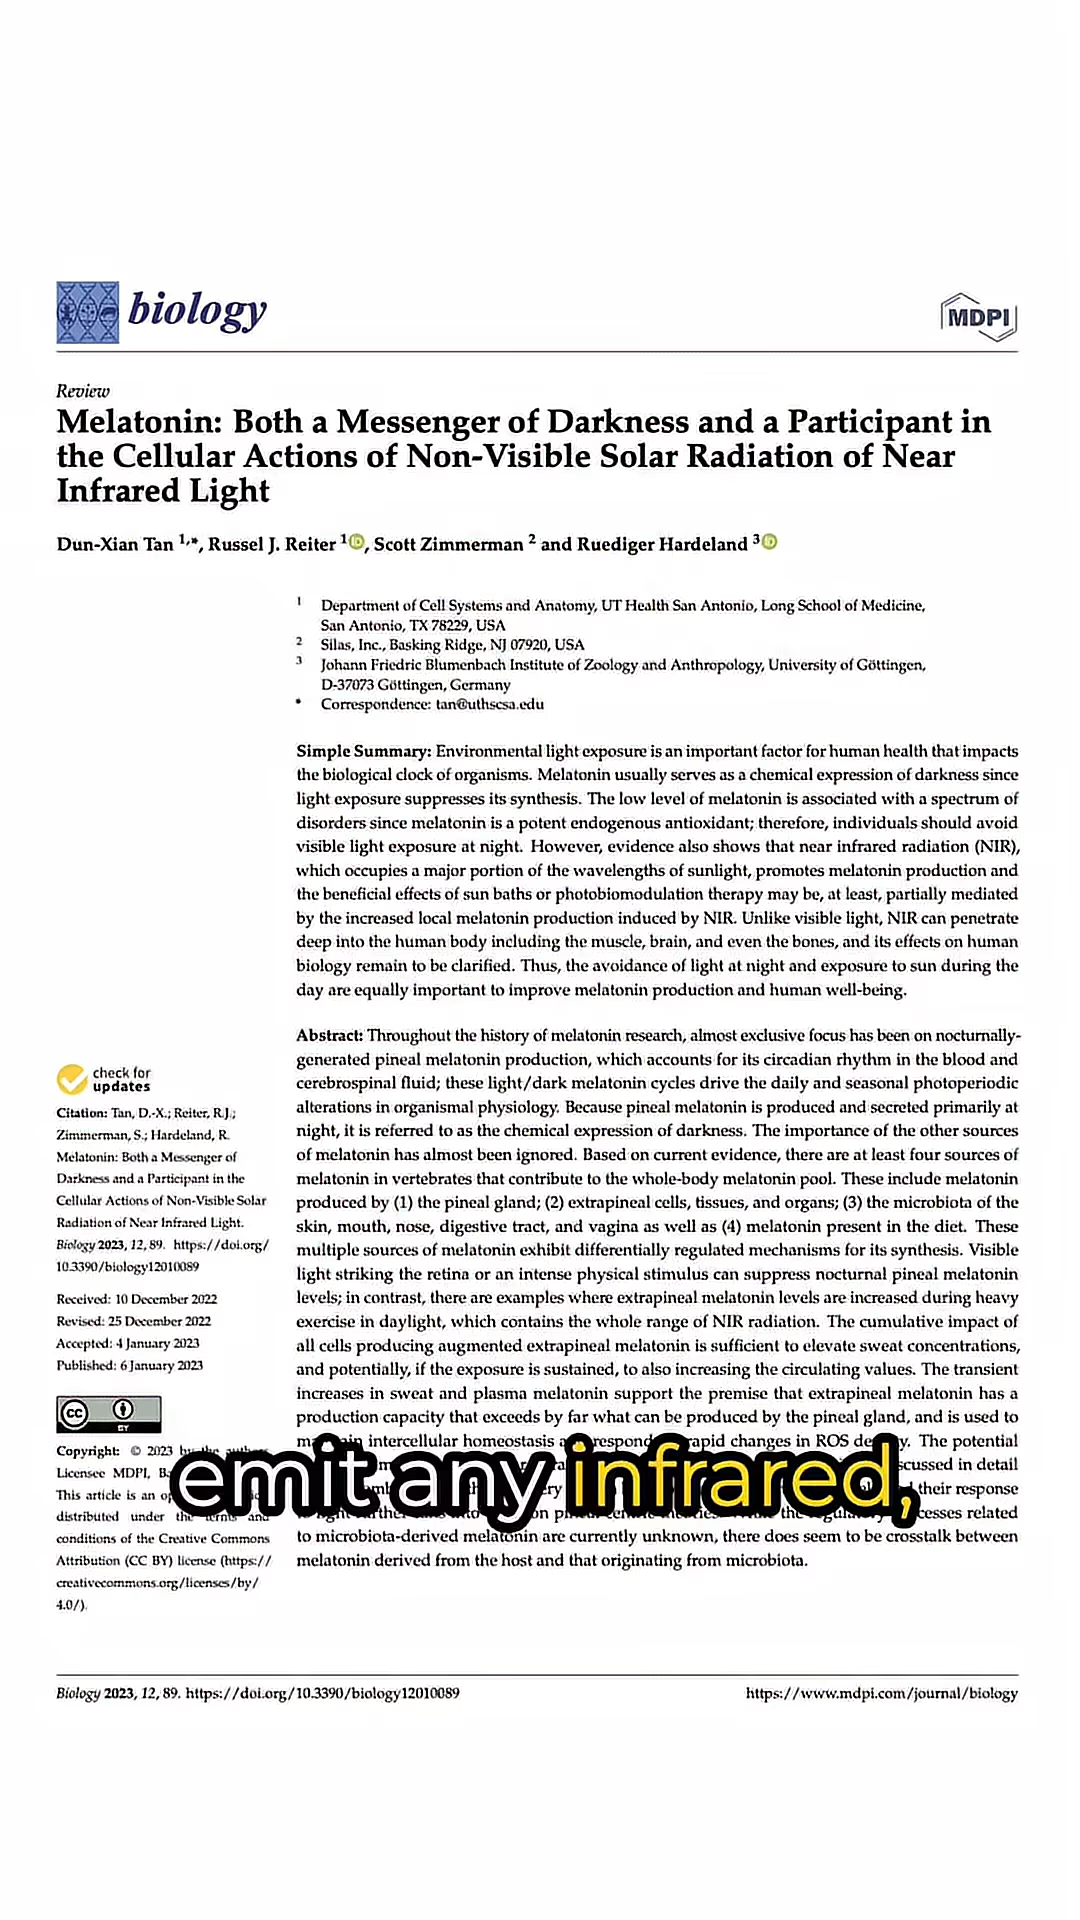 biology
MDPI
Review
Melatonin: Both a Messenger of Darkness and a Participant in
the Cellular Actions of Non-Visible Solar Radiation of Near
Infrared Light
Dun-Xian Tan 1,*, Russel J. Reiter 1, Scott Zimmerman 2 and Ruediger Hardeland 3
1 Department of Cell Systems and Anatomy, UT Health San Antonio, Long School of Medicine,
San Antonio, TX 78229, USA
2 Silas, Inc., Basking Ridge, NJ 07920, USA
3 Johann Friedric Blumenbach Institute of Zoology and Anthropology, University of Göttingen,
D-37073 Göttingen, Germany
* Correspondence: tan@uthscsa.edu
Simple Summary: Environmental light exposure is an important factor for human health that impacts
the biological clock of organisms. Melatonin usually serves as a chemical expression of darkness since
light exposure suppresses its synthesis. The low level of melatonin is associated with a spectrum of
disorders since melatonin is a potent endogenous antioxidant; therefore, individuals should avoid
visible light exposure at night. However, evidence also shows that near infrared radiation (NIR),
which occupies a major portion of the wavelengths of sunlight, promotes melatonin production and
the beneficial effects of sun baths or photobiomodulation therapy may be, at least, partially mediated
by the increased local melatonin production induced by NIR. Unlike visible light, NIR can penetrate
deep into the human body including the muscle, brain, and even the bones, and its effects on human
biology remain to be clarified. Thus, the avoidance of light at night and exposure to sun during the
day are equally important to improve melatonin production and human well-being.
Abstract: Throughout the history of melatonin research, almost exclusive focus has been on nocturnally-
generated pineal melatonin production, which accounts for its circadian rhythm in the blood and
cerebrospinal fluid; these light/dark melatonin cycles drive the daily and seasonal photoperiodic
alterations in organismal physiology. Because pineal melatonin is produced and secreted primarily at
night, it is referred to as the chemical expression of darkness. The importance of the other sources
of melatonin has almost been ignored. Based on current evidence, there are at least four sources of
melatonin in vertebrates that contribute to the whole-body melatonin pool. These include melatonin
produced by (1) the pineal gland; (2) extrapineal cells, tissues, and organs; (3) the microbiota of the
skin, mouth, nose, digestive tract, and vagina as well as (4) melatonin present in the diet. These
multiple sources of melatonin exhibit differentially regulated mechanisms for its synthesis. Visible
light striking the retina or an intense physical stimulus can suppress nocturnal pineal melatonin
levels; in contrast, there are examples where extrapineal melatonin levels are increased during heavy
exercise in daylight, which contains the whole range of NIR radiation. The cumulative impact of
all cells producing augmented extrapineal melatonin is sufficient to elevate sweat concentrations,
and potentially, if the exposure is sustained, to also increasing the circulating values. The transient
increases in sweat and plasma melatonin support the premise that extrapineal melatonin has a
production capacity that exceeds by far what can be produced by the pineal gland, and is used to
intercellular homeostasis rapid changes in ROS The potential
discussed in detail
their response
to microbiota-derived melatonin are currently unknown, there does seem to be crosstalk between
melatonin derived from the host and that originating from microbiota.
emit any infrared,
check for
updates
Citation: Tan, D.-X.; Reiter, R.J.;
Zimmerman, S.; Hardeland, R.
Melatonin: Both a Messenger of
Darkness and a Participant in the
Cellular Actions of Non-Visible Solar
Radiation of Near Infrared Light.
Biology 2023, 12, 89. https://doi.org/
10.3390/biology12010089
Received: 10 December 2022
Revised: 25 December 2022
Accepted: 4 January 2023
Published: 6 January 2023
cc BY
Copyright: © 2023 by the authors.
Licensee MDPI,
This article is an
distributed under the terms and
conditions of the Creative Commons
Attribution (CC BY) license (https://
creativecommons.org/licenses/by/
4.0/).
Biology 2023, 12, 89. https://doi.org/10.3390/biology12010089
https://www.mdpi.com/journal/biology